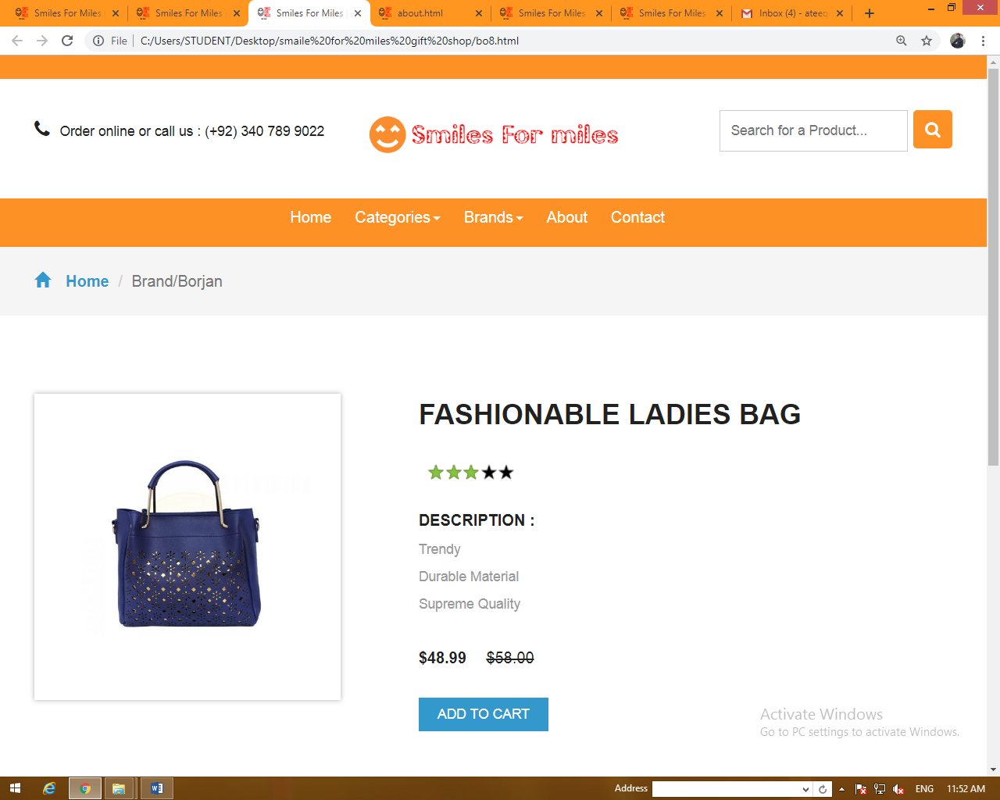 Smiles For Miles
Smiles For Miles
Smiles For Miles
about.html
Smiles For Miles
Smiles For Miles
Inbox (4) - ateeq
File
C:/Users/STUDENT/Desktop/smaile%20for%20miles%20gift%20shop/bo8.html
Order online or call us : (+92) 340 789 9022
Smiles For miles
Search for a Product...
Home Categories Brands About Contact
Home / Brand/Borjan
FASHIONABLE LADIES BAG
DESCRIPTION :
Trendy
Durable Material
Supreme Quality
$48.99 $58.00
ADD TO CART
Activate Windows
Go to PC settings to activate Windows.
Address
ENG
11:52 AM